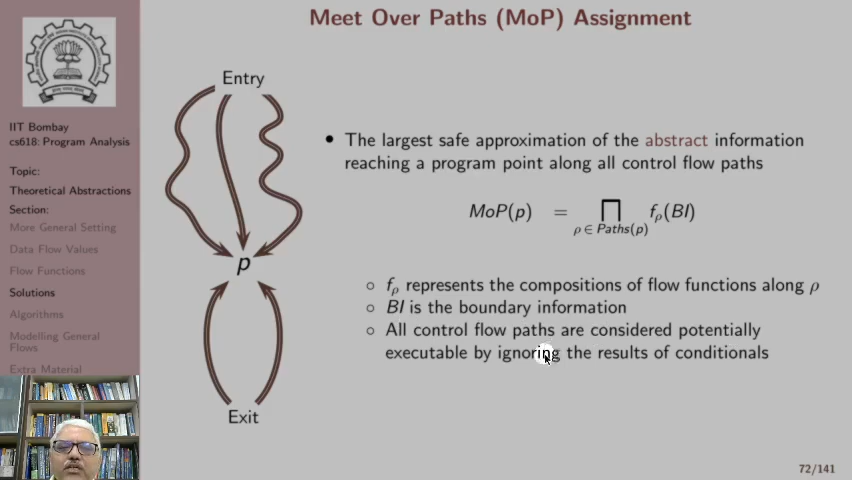 Meet Over Paths (MoP) Assignment
IIT Bombay
cs618: Program Analysis
Topic:
Theoretical Abstractions
Section:
More General Setting
Data Flow Values
Flow Functions
Solutions
Algorithms
Modelling General
Flows
Extra Material
Entry
p
Exit
• The largest safe approximation of the abstract information
reaching a program point along all control flow paths
MoP(p) = ⊓ fρ(BI)
ρ ∈ Paths(p)
○ fρ represents the compositions of flow functions along ρ
○ BI is the boundary information
○ All control flow paths are considered potentially
executable by ignoring the results of conditionals
72/141